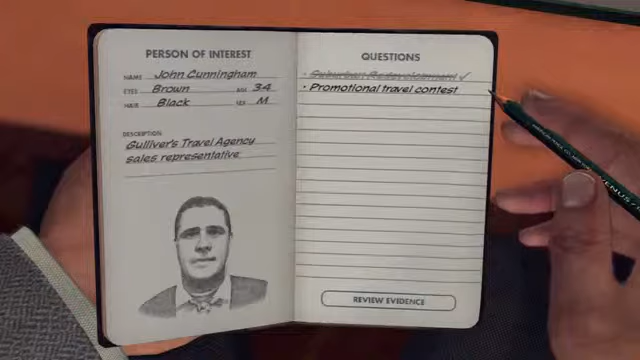 PERSON OF INTEREST
NAME John Cunningham
EYES Brown AGE 34
HAIR Black SEX M
DESCRIPTION:
Gulliver's Travel Agency
sales representative
QUESTIONS
· Suburban Redevelopment ✓
· Promotional travel contest
REVIEW EVIDENCE
VENUS